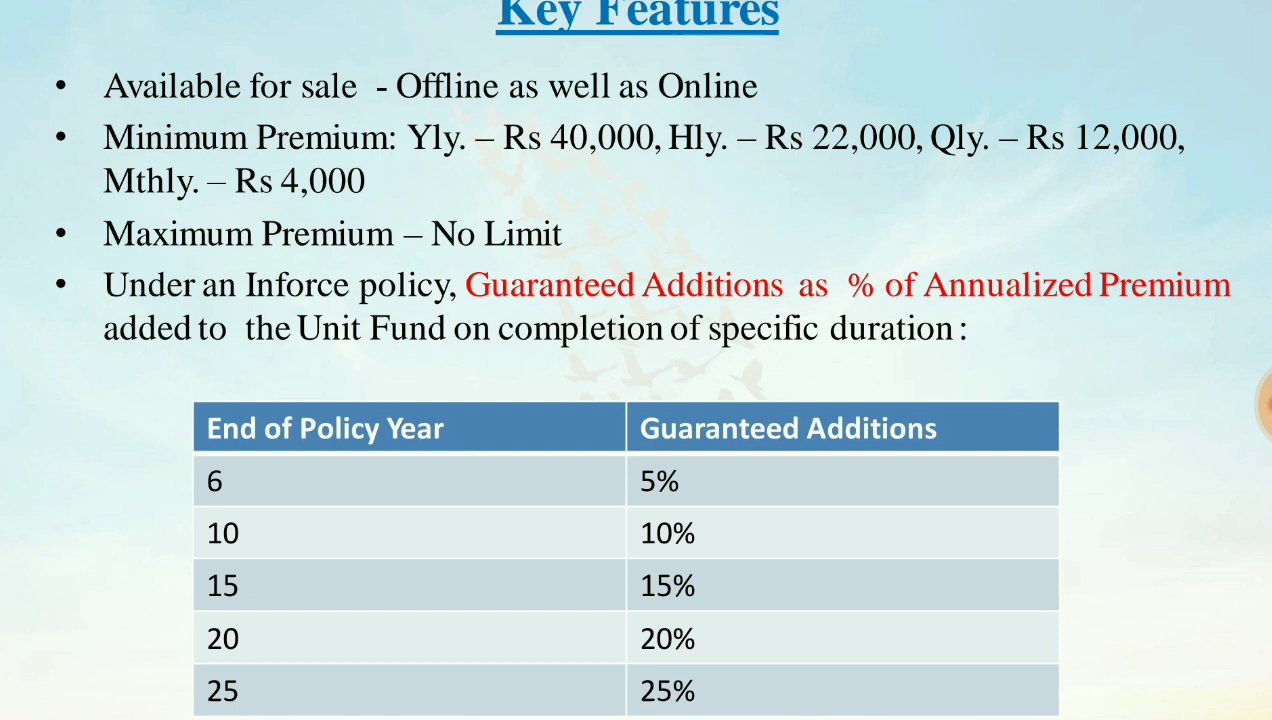 Key Features
• Available for sale - Offline as well as Online
• Minimum Premium: Yly. – Rs 40,000, Hly. – Rs 22,000, Qly. – Rs 12,000,
Mthly. – Rs 4,000
• Maximum Premium – No Limit
• Under an Inforce policy, Guaranteed Additions as % of Annualized Premium
added to the Unit Fund on completion of specific duration :
End of Policy Year Guaranteed Additions
6 5%
10 10%
15 15%
20 20%
25 25%